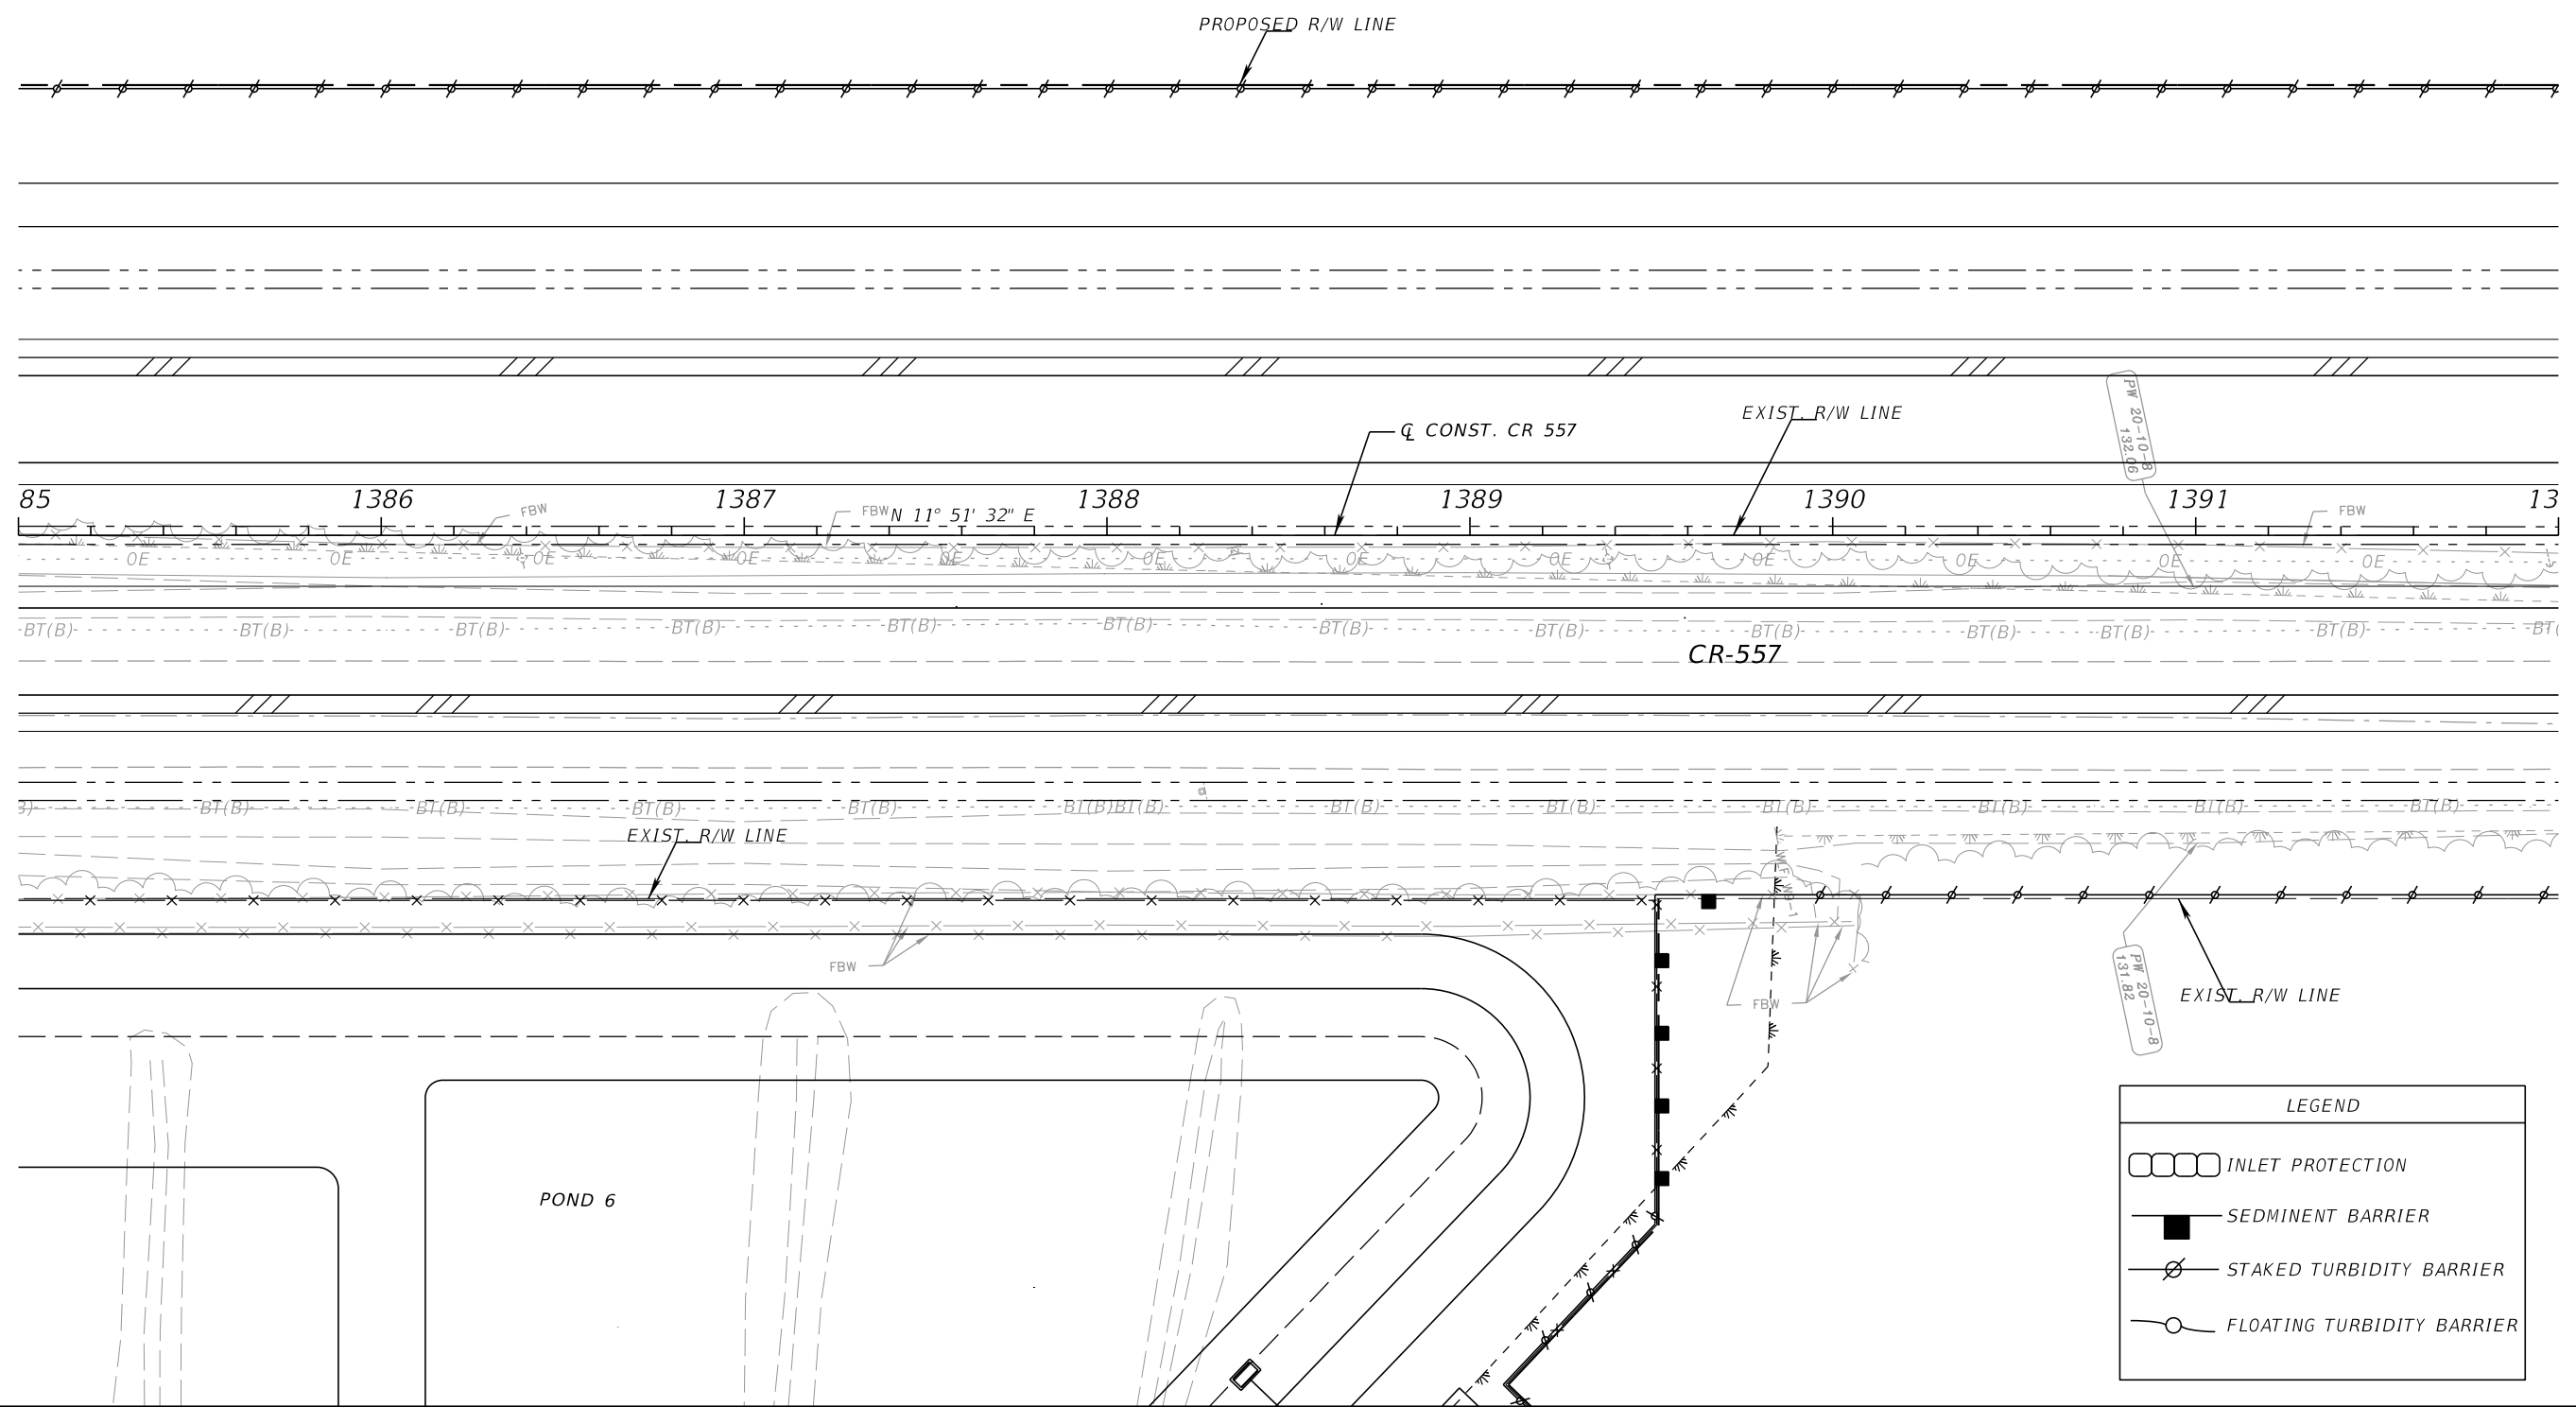 PROPOSED R/W LINE
PW 20-10-8
132.06
EXIST. R/W LINE
℄ CONST. CR 557
85 1386 1387 1388 1389 1390 1391 13
FBW FBW N 11° 51' 32" E FBW
OE OE OE OE OE OE OE OE OE OE OE OE
BT(B) BT(B) BT(B) BT(B) BT(B) BT(B) BT(B) BT(B) BT(B) BT(B) BT(B) BT(B) BT(
CR-557
B) BT(B) BT(B) BT(B) BT(B) BT(B)BT(B) BT(B) BT(B) BT(B) BT(B) BT(B) BT(B)
EXIST. R/W LINE
FBW
FBW
PW 20-10-8
131.82
EXIST. R/W LINE
POND 6
LEGEND
INLET PROTECTION
SEDMINENT BARRIER
STAKED TURBIDITY BARRIER
FLOATING TURBIDITY BARRIER